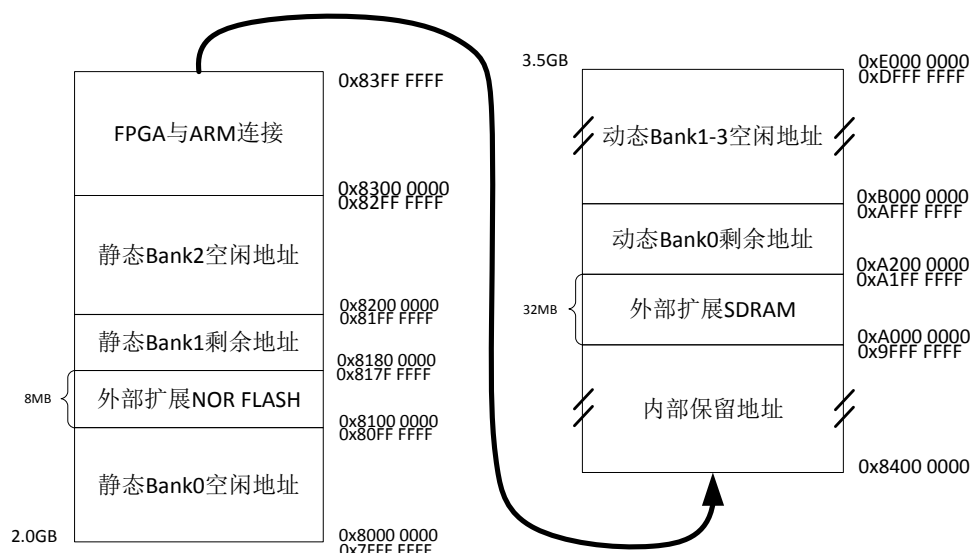 0x83FF FFFF
FPGA与ARM连接
0x8300 0000
0x82FF FFFF
静态Bank2空闲地址
0x8200 0000
0x81FF FFFF
静态Bank1剩余地址
0x8180 0000
0x817F FFFF
8MB
外部扩展NOR FLASH
0x8100 0000
0x80FF FFFF
静态Bank0空闲地址
2.0GB
0x8000 0000
0x7FFF FFFF
3.5GB
0xE000 0000
0xDFFF FFFF
动态Bank1-3空闲地址
0xB000 0000
0xAFFF FFFF
动态Bank0剩余地址
0xA200 0000
0xA1FF FFFF
32MB
外部扩展SDRAM
0xA000 0000
0x9FFF FFFF
内部保留地址
0x8400 0000